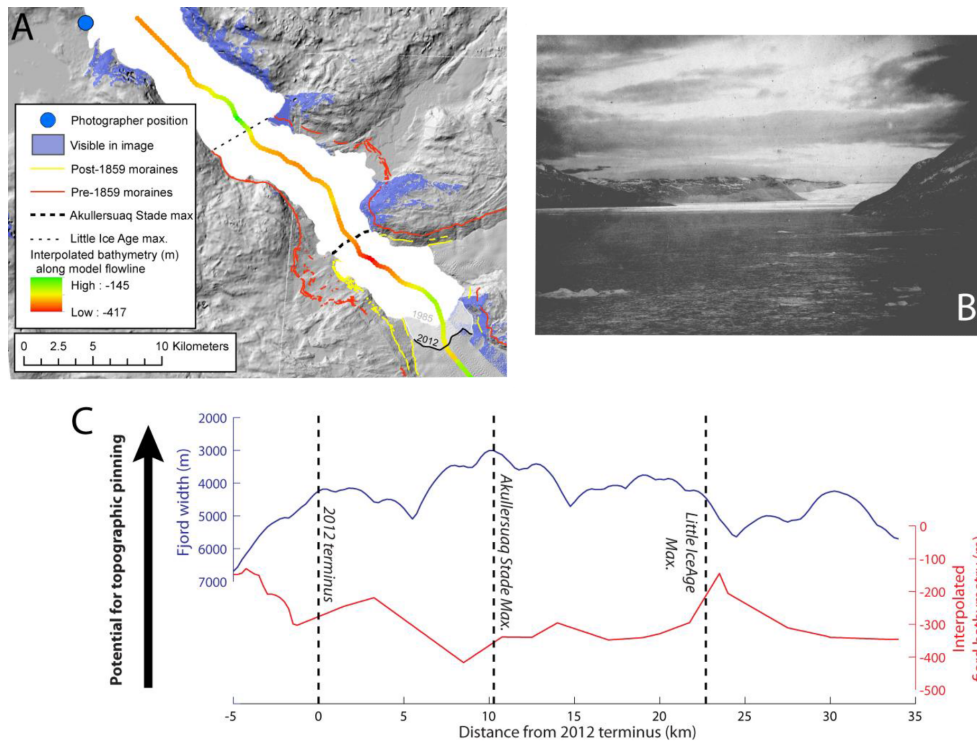 A
Photographer position
Visible in image
Post-1859 moraines
Pre-1859 moraines
Akullersuaq Stade max
Little Ice Age max.
Interpolated bathymetry (m)
along model flowline
High : -145
Low : -417
0 2.5 5 10 Kilometers
1985
2012
B
C
Potential for topographic pinning
Fjord width (m)
2000
3000
4000
5000
6000
7000
2012 terminus
Akullersuaq Stade Max.
Little IceAge
Max.
0
-100
-200
-300
-400
-500
Interpolated
-5 0 5 10 15 20 25 30 35
Distance from 2012 terminus (km)